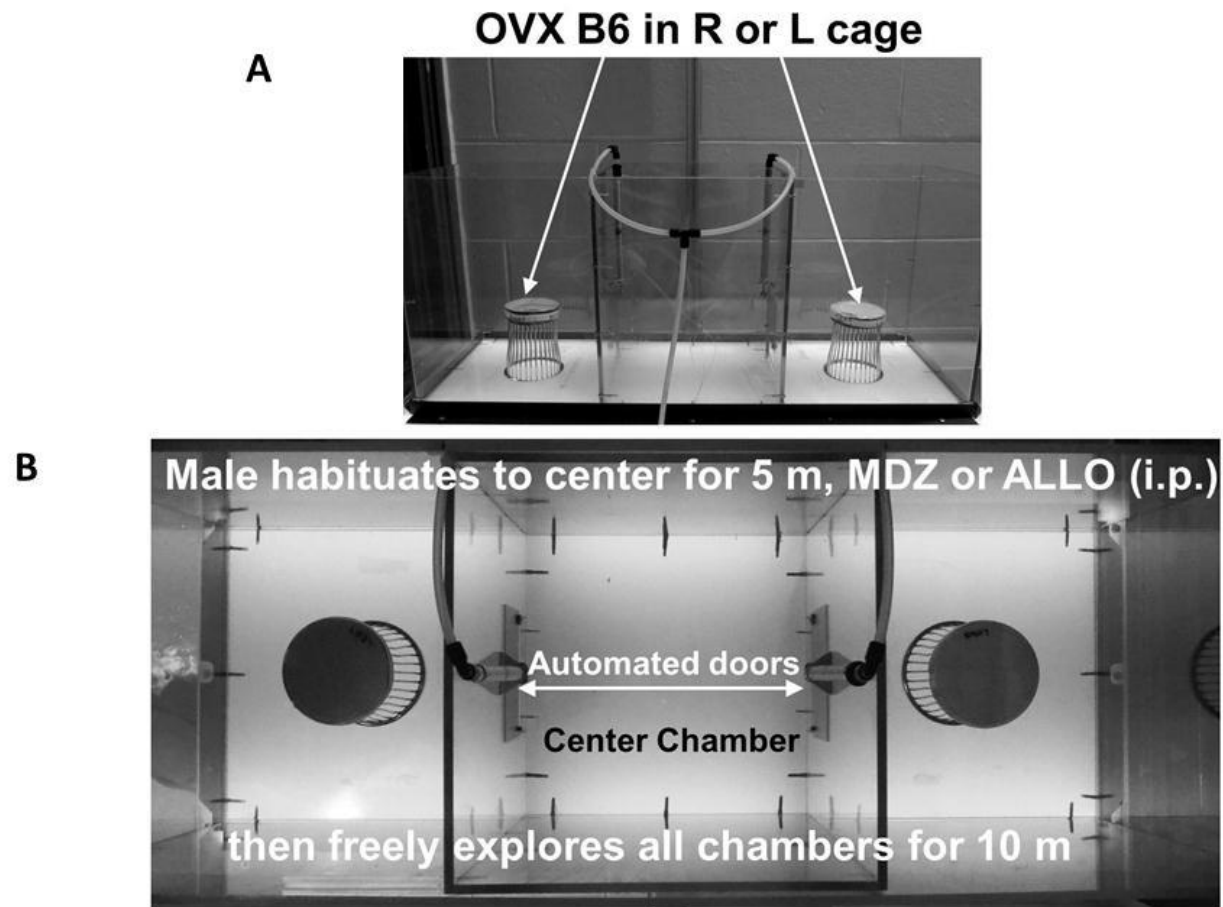 OVX B6 in R or L cage
A
B
Male habituates to center for 5 m, MDZ or ALLO (i.p.)
Automated doors
Center Chamber
then freely explores all chambers for 10 m